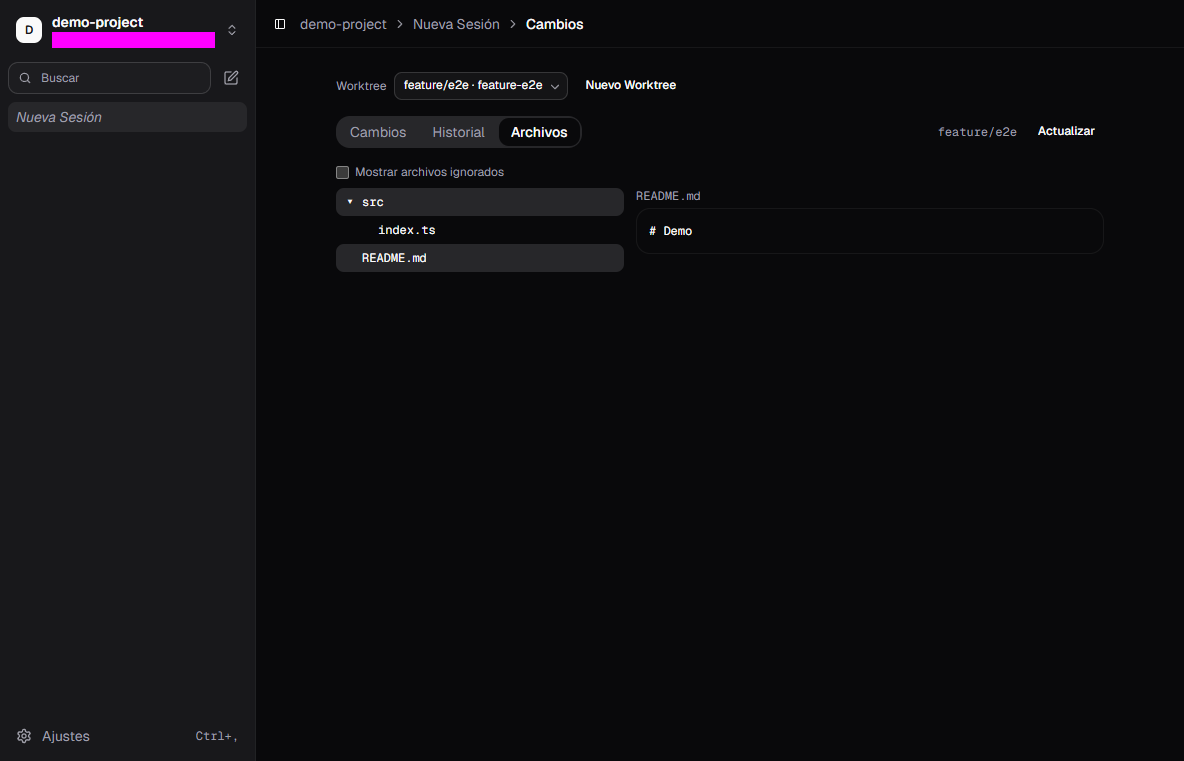 D
demo-project
Buscar
Nueva Sesión
Ajustes
Ctrl+,
demo-project > Nueva Sesión > Cambios
Worktree
feature/e2e · feature-e2e
Nuevo Worktree
Cambios
Historial
Archivos
feature/e2e
Actualizar
Mostrar archivos ignorados
src
index.ts
README.md
README.md
# Demo